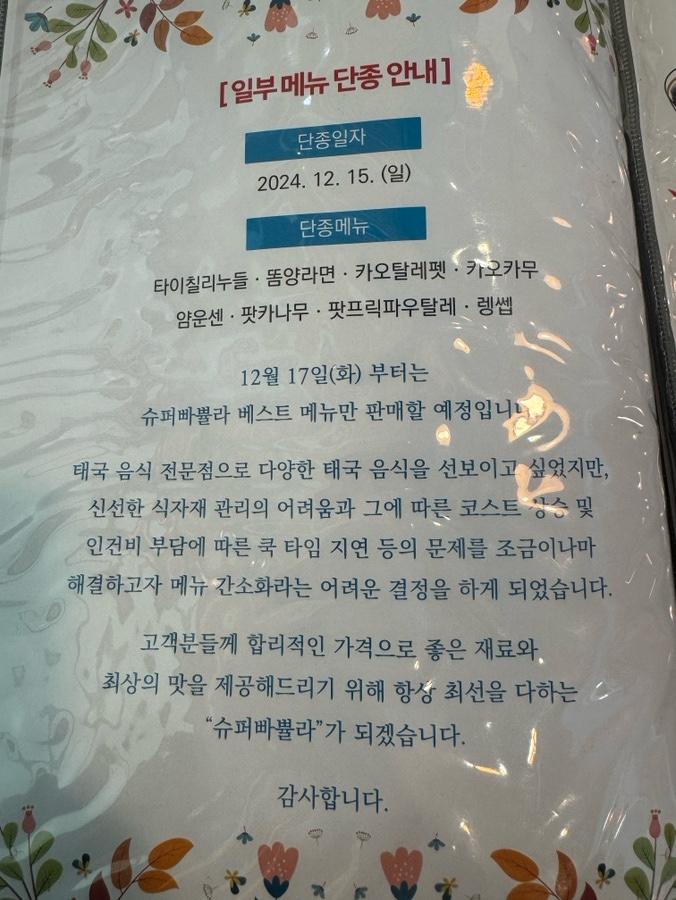 [ 일부 메뉴 단종 안내 ]
단종일자
2024. 12. 15. (일)
단종메뉴
타이칠리누들 · 똠양라면 · 카오탈레펫 · 카오카무
얌운센 · 팟카나무 · 팟프릭파우탈레 · 렝쎕
12월 17일(화) 부터는
슈퍼빠뿔라 베스트 메뉴만 판매할 예정입니다
태국 음식 전문점으로 다양한 태국 음식을 선보이고 싶었지만,
신선한 식자재 관리의 어려움과 그에 따른 코스트 상승 및
인건비 부담에 따른 쿡 타임 지연 등의 문제를 조금이나마
해결하고자 메뉴 간소화라는 어려운 결정을 하게 되었습니다.
고객분들께 합리적인 가격으로 좋은 재료와
최상의 맛을 제공해드리기 위해 항상 최선을 다하는
“슈퍼빠뿔라”가 되겠습니다.
감사합니다.